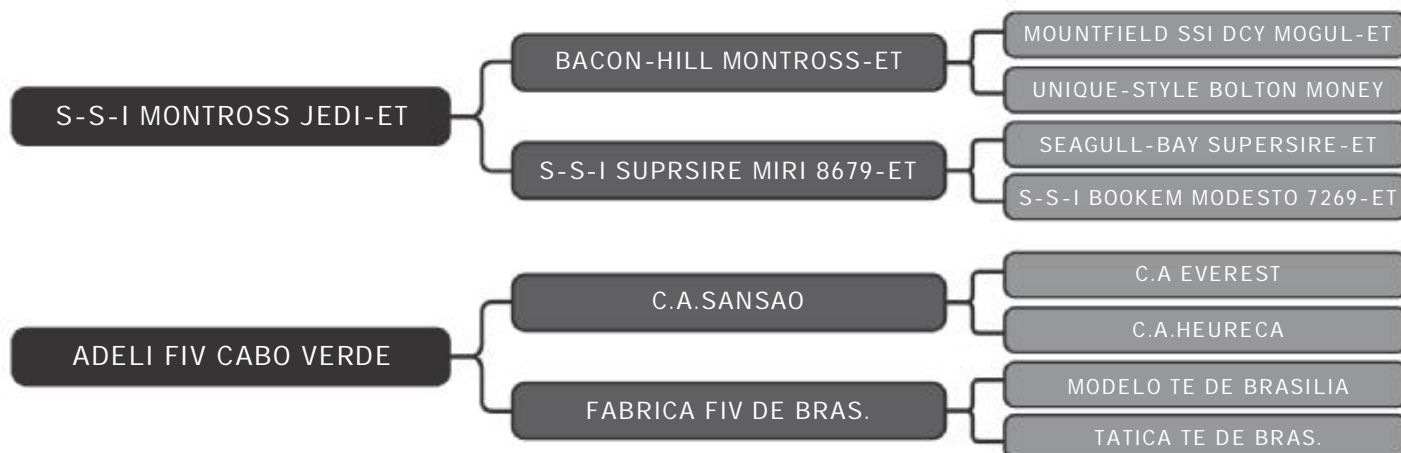 S-S-I MONTROSS JEDI-ET
BACON-HILL MONTROSS-ET
MOUNTFIELD SSI DCY MOGUL-ET
UNIQUE-STYLE BOLTON MONEY
S-S-I SUPRSIRE MIRI 8679-ET
SEAGULL-BAY SUPERSIRE-ET
S-S-I BOOKEM MODESTO 7269-ET
ADELI FIV CABO VERDE
C.A.SANSAO
C.A EVEREST
C.A.HEURECA
FABRICA FIV DE BRAS.
MODELO TE DE BRASILIA
TATICA TE DE BRAS.